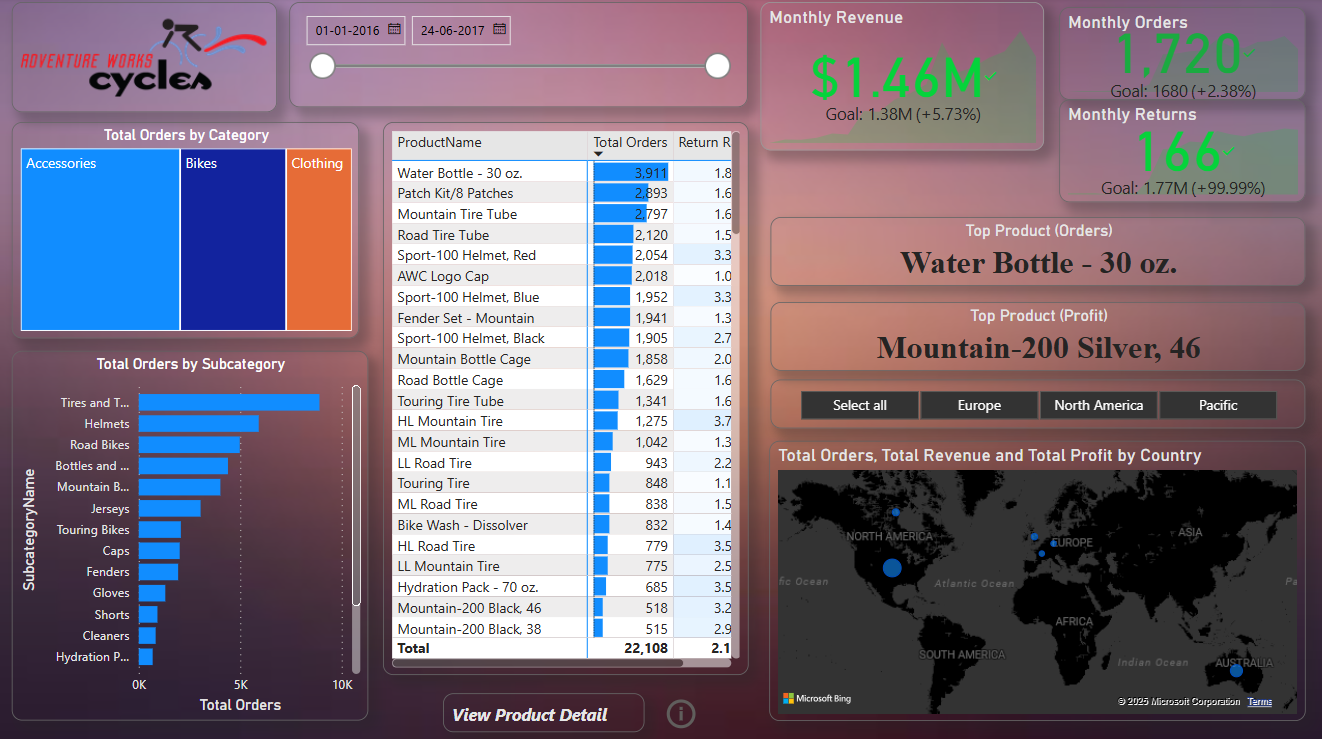 ADVENTURE WORKS
cycles
01-01-2016
24-06-2017
Monthly Revenue
$1.46M
Goal: 1.38M (+5.73%)
Monthly Orders
1,720
Goal: 1680 (+2.38%)
Monthly Returns
166
Goal: 1.77M (+99.99%)
Total Orders by Category
Accessories
Bikes
Clothing
Total Orders by Subcategory
SubcategoryName
Tires and T...
Helmets
Road Bikes
Bottles and ...
Mountain B...
Jerseys
Touring Bikes
Caps
Fenders
Gloves
Shorts
Cleaners
Hydration P...
0K 5K 10K
Total Orders
ProductName Total Orders Return R
Water Bottle - 30 oz. 3,911 1.8
Patch Kit/8 Patches 2,893 1.6
Mountain Tire Tube 2,797 1.6
Road Tire Tube 2,120 1.5
Sport-100 Helmet, Red 2,054 3.3
AWC Logo Cap 2,018 1.0
Sport-100 Helmet, Blue 1,952 3.3
Fender Set - Mountain 1,941 1.3
Sport-100 Helmet, Black 1,905 2.7
Mountain Bottle Cage 1,858 2.0
Road Bottle Cage 1,629 1.6
Touring Tire Tube 1,341 1.6
HL Mountain Tire 1,275 3.7
ML Mountain Tire 1,042 1.3
LL Road Tire 943 2.2
Touring Tire 848 1.1
ML Road Tire 838 1.5
Bike Wash - Dissolver 832 1.4
HL Road Tire 779 3.5
LL Mountain Tire 775 2.5
Hydration Pack - 70 oz. 685 3.5
Mountain-200 Black, 46 518 3.2
Mountain-200 Black, 38 515 2.9
Total 22,108 2.1
View Product Detail
Top Product (Orders)
Water Bottle - 30 oz.
Top Product (Profit)
Mountain-200 Silver, 46
Select all
Europe
North America
Pacific
Total Orders, Total Revenue and Total Profit by Country
NORTH AMERICA
EUROPE
ASIA
fic Ocean
Atlantic Ocean
Pa
AFRICA
SOUTH AMERICA
Indian Ocean
AUSTRALIA
Microsoft Bing
© 2025 Microsoft Corporation Terms